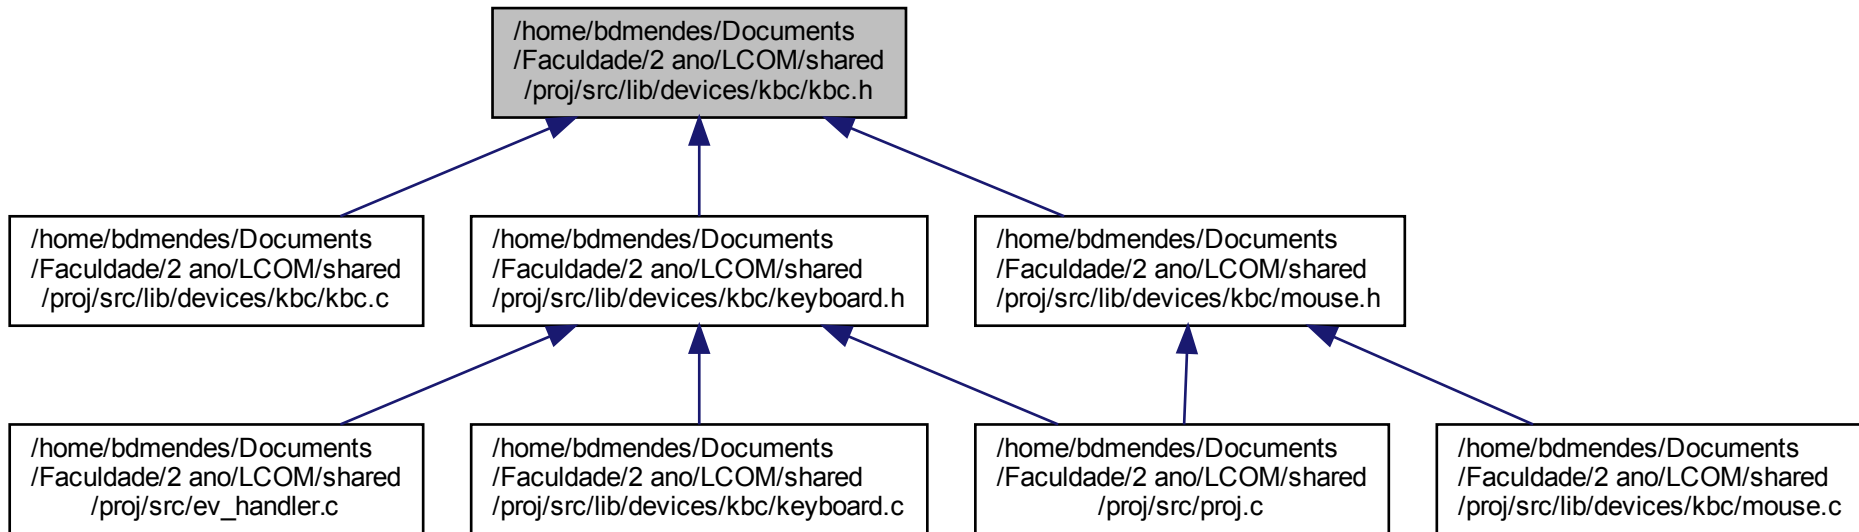 /home/bdmendes/Documents
/Faculdade/2 ano/LCOM/shared
/proj/src/lib/devices/kbc/kbc.h
/home/bdmendes/Documents
/Faculdade/2 ano/LCOM/shared
/proj/src/lib/devices/kbc/kbc.c
/home/bdmendes/Documents
/Faculdade/2 ano/LCOM/shared
/proj/src/lib/devices/kbc/keyboard.h
/home/bdmendes/Documents
/Faculdade/2 ano/LCOM/shared
/proj/src/lib/devices/kbc/mouse.h
/home/bdmendes/Documents
/Faculdade/2 ano/LCOM/shared
/proj/src/ev_handler.c
/home/bdmendes/Documents
/Faculdade/2 ano/LCOM/shared
/proj/src/lib/devices/kbc/keyboard.c
/home/bdmendes/Documents
/Faculdade/2 ano/LCOM/shared
/proj/src/proj.c
/home/bdmendes/Documents
/Faculdade/2 ano/LCOM/shared
/proj/src/lib/devices/kbc/mouse.c